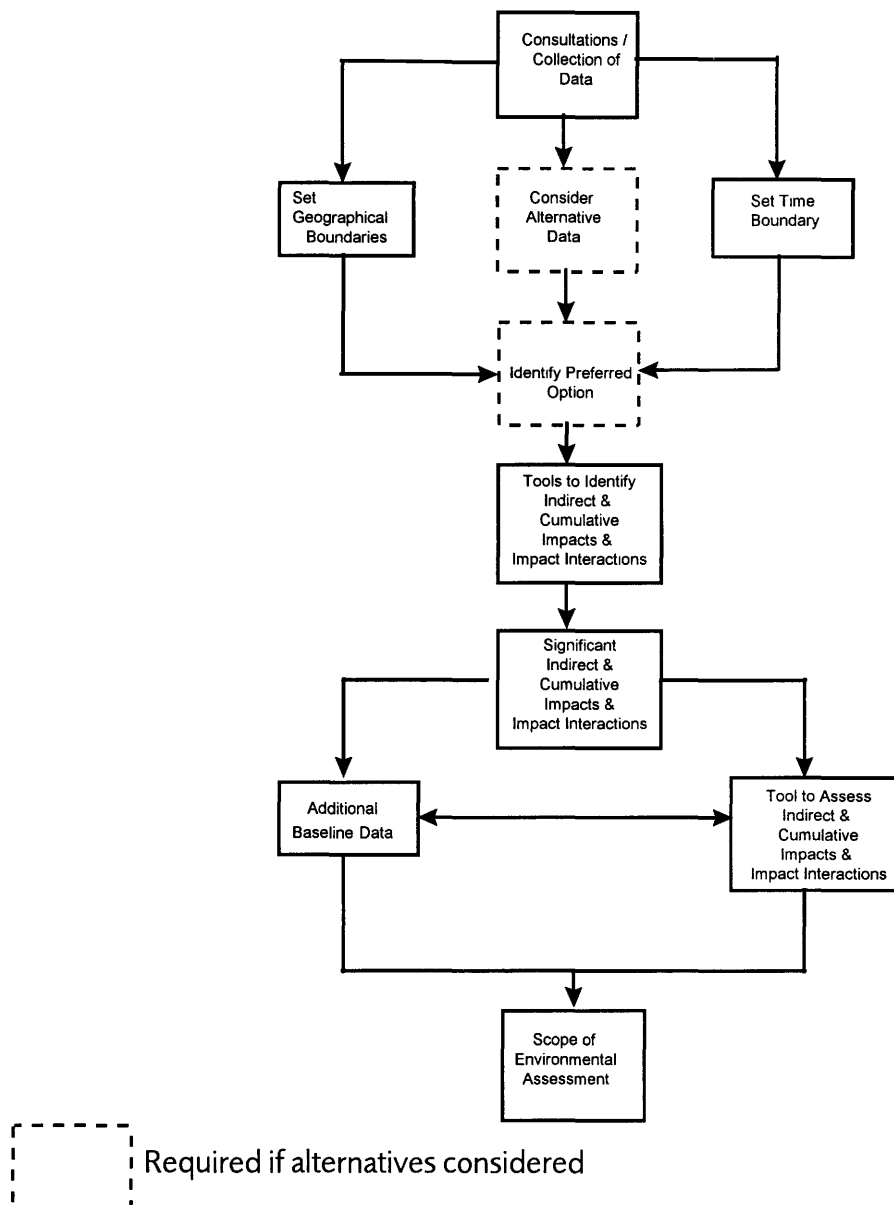 Consultations /
Collection of
Data
Set
Geographical
Boundaries
Consider
Alternative
Data
Set Time
Boundary
Identify Preferred
Option
Tools to Identify
Indirect &
Cumulative
Impacts &
Impact Interactions
Significant
Indirect &
Cumulative
Impacts &
Impact Interactions
Additional
Baseline Data
Tool to Assess
Indirect &
Cumulative
Impacts &
Impact Interactions
Scope of
Environmental
Assessment
Required if alternatives considered